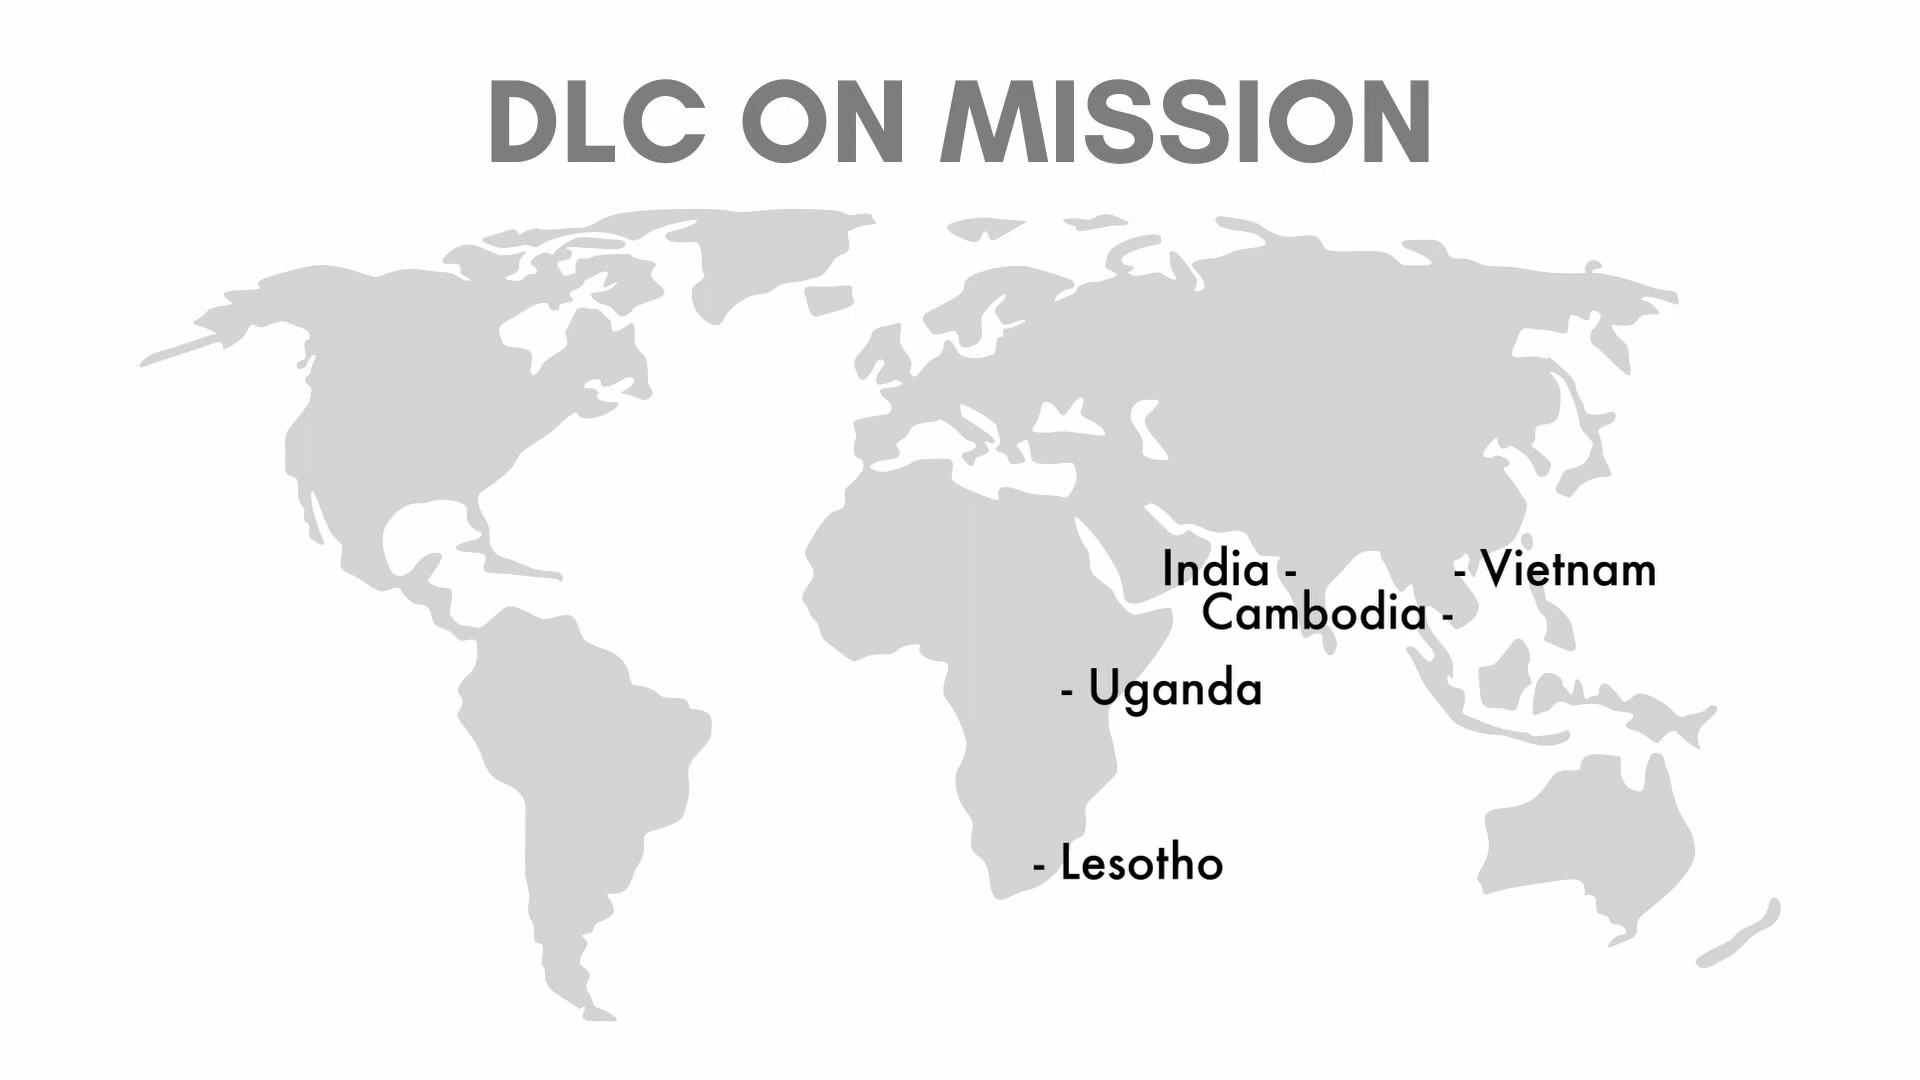 DLC ON MISSION
India -
- Vietnam
Cambodia -
- Uganda
- Lesotho